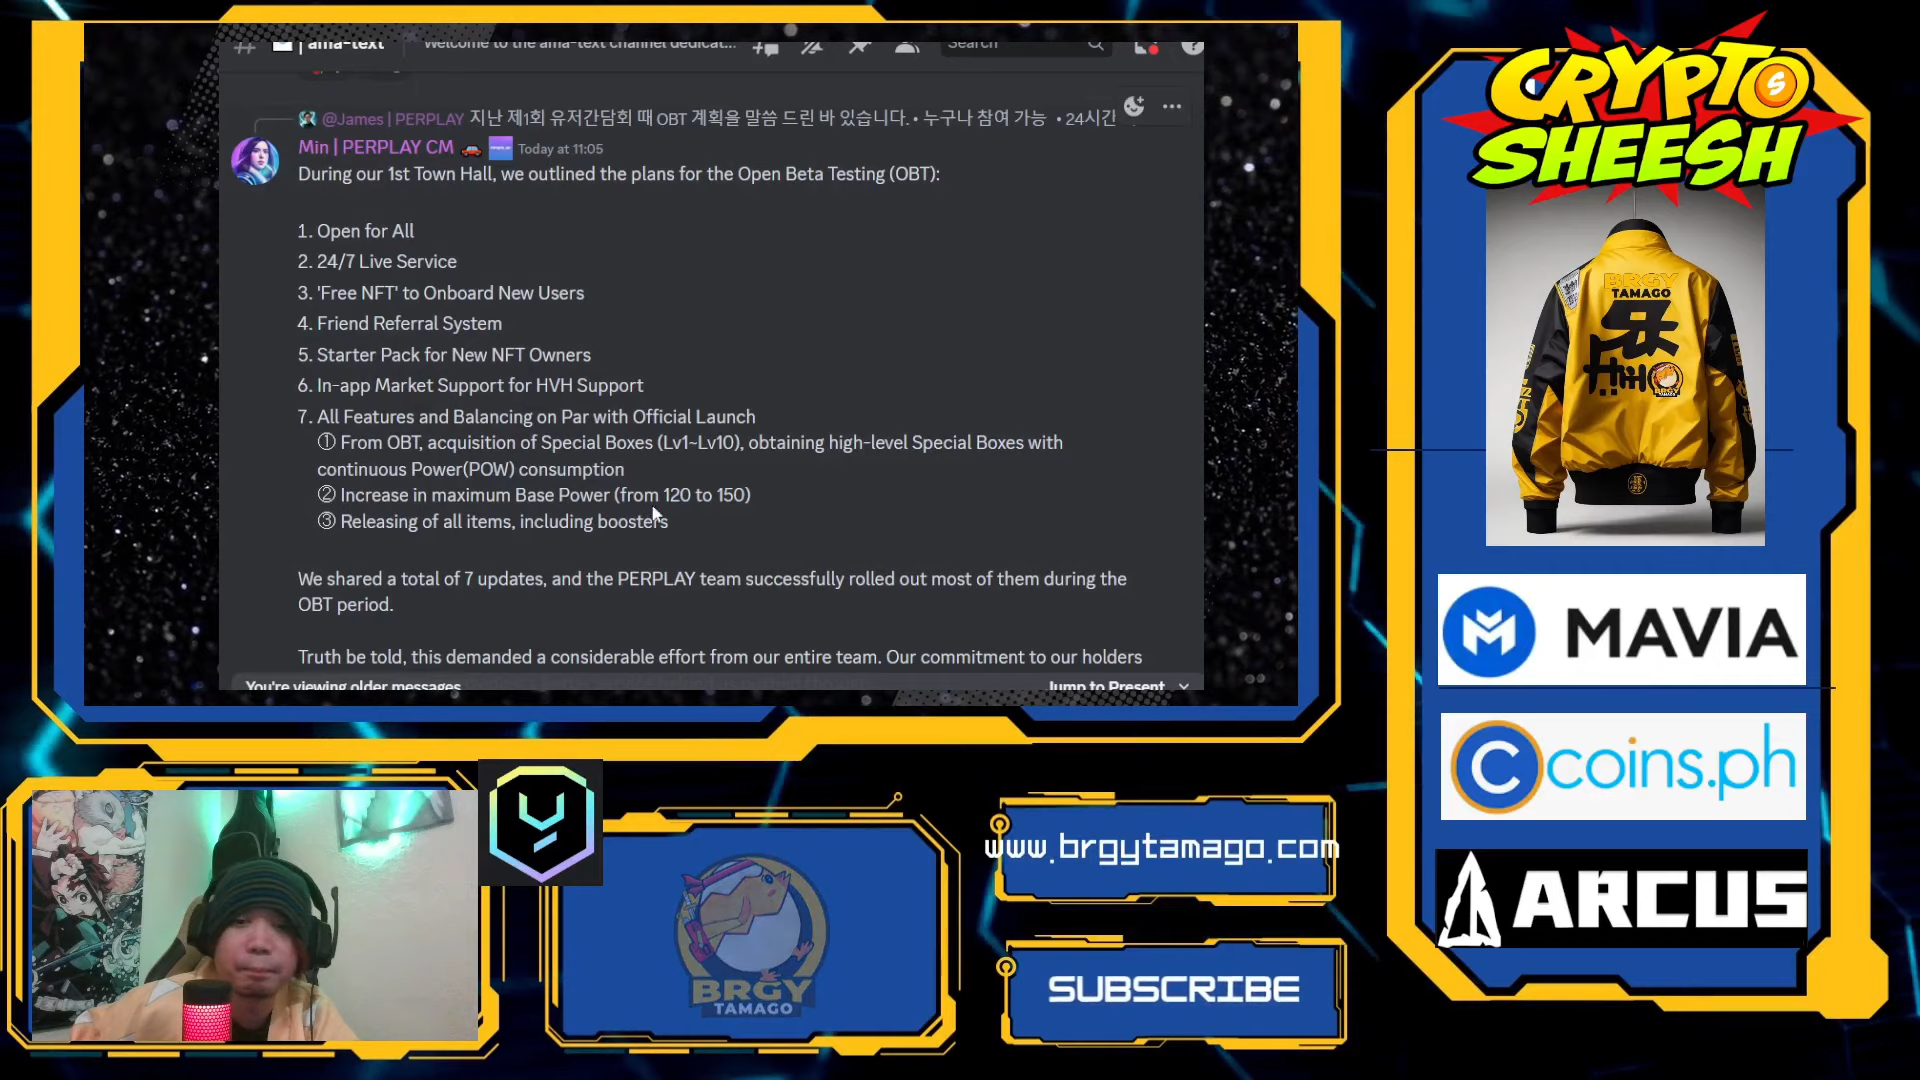 # | ama-text Welcome to the ama-text channel dedicat... Search
@James | PERPLAY 지난 제1회 유저간담회 때 OBT 계획을 말씀 드린 바 있습니다. • 누구나 참여 가능 • 24시간
Min | PERPLAY CM Today at 11:05
During our 1st Town Hall, we outlined the plans for the Open Beta Testing (OBT):
1. Open for All
2. 24/7 Live Service
3. 'Free NFT' to Onboard New Users
4. Friend Referral System
5. Starter Pack for New NFT Owners
6. In-app Market Support for HVH Support
7. All Features and Balancing on Par with Official Launch
① From OBT, acquisition of Special Boxes (Lv1~Lv10), obtaining high-level Special Boxes with
continuous Power(POW) consumption
② Increase in maximum Base Power (from 120 to 150)
③ Releasing of all items, including boosters
We shared a total of 7 updates, and the PERPLAY team successfully rolled out most of them during the
OBT period.
Truth be told, this demanded a considerable effort from our entire team. Our commitment to our holders
You're viewing older messages Jump to Present
CRYPTO
SHEESH
BRGY
TAMAGO
MAVIA
coins.ph
ARCUS
BRGY
TAMAGO
www.brgytamago.com
SUBSCRIBE